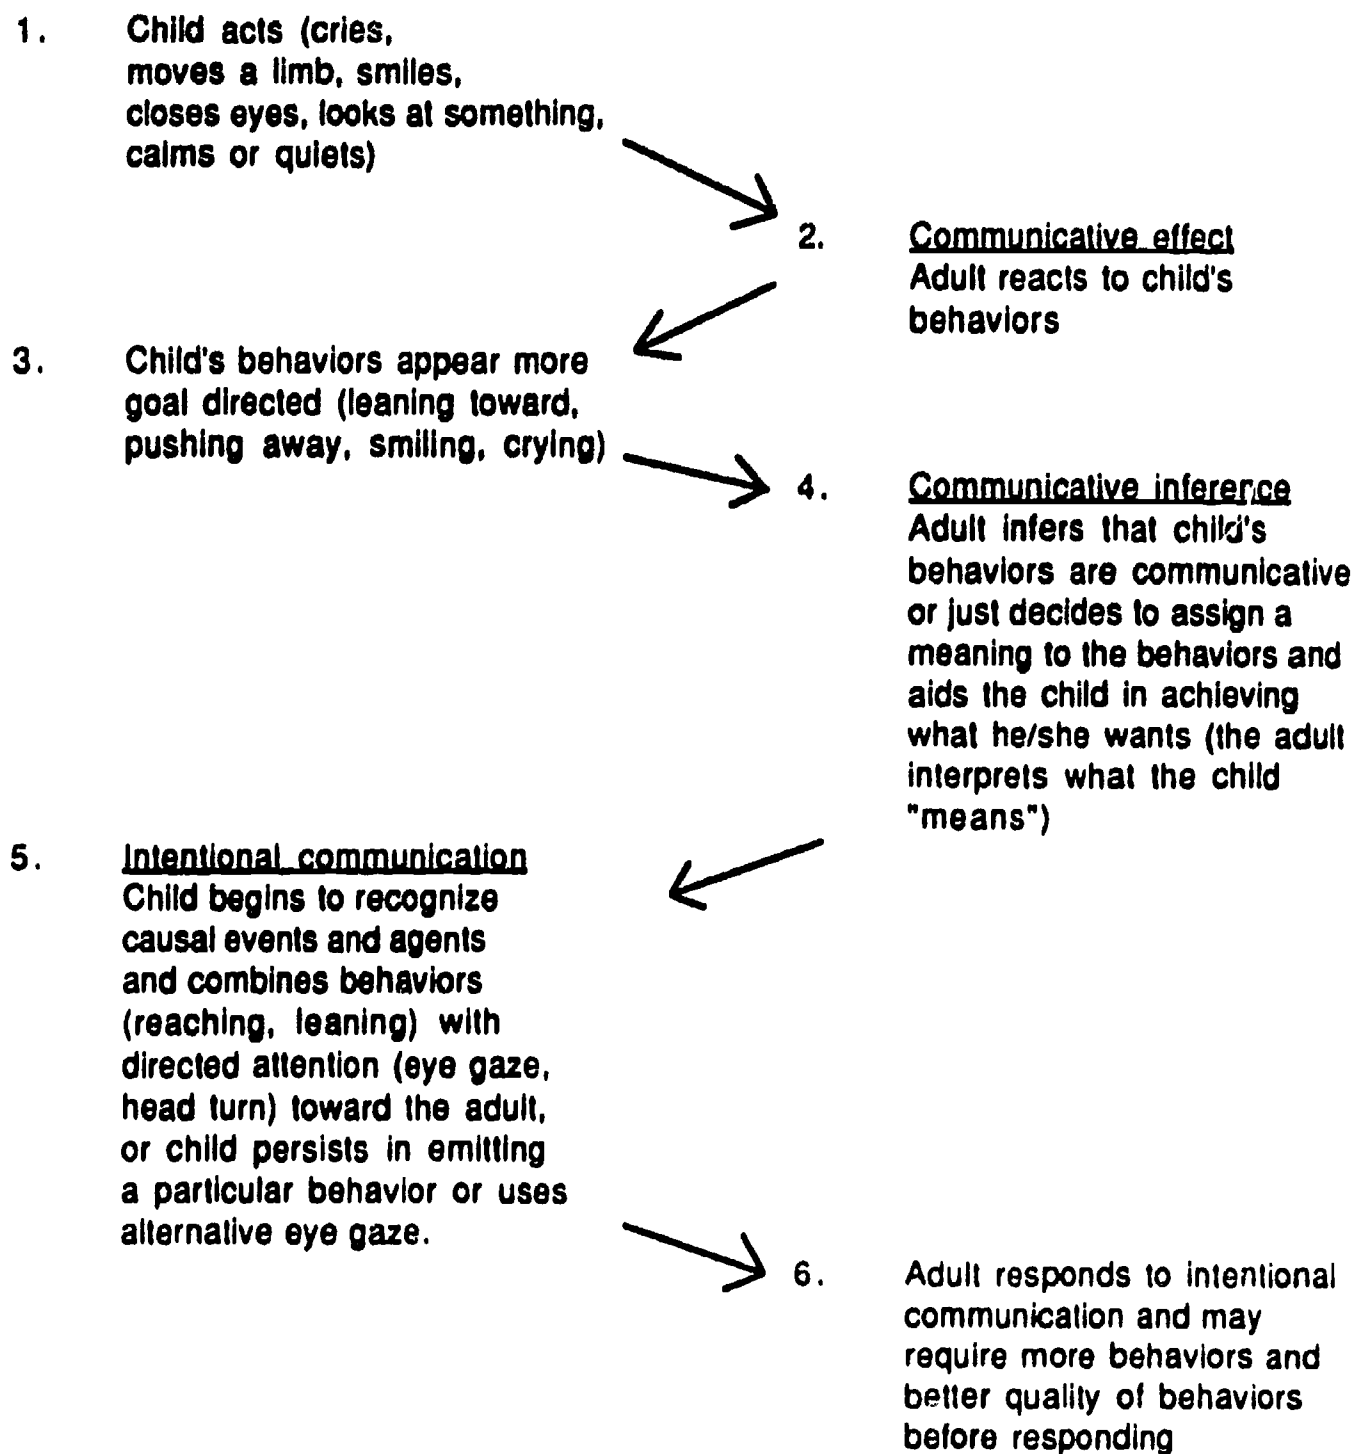 1. Child acts (cries,
moves a limb, smiles,
closes eyes, looks at something,
calms or quiets)
2. Communicative effect
Adult reacts to child's
behaviors
3. Child's behaviors appear more
goal directed (leaning toward,
pushing away, smiling, crying)
4. Communicative inference
Adult infers that child's
behaviors are communicative
or just decides to assign a
meaning to the behaviors and
aids the child in achieving
what he/she wants (the adult
interprets what the child
"means")
5. Intentional communication
Child begins to recognize
causal events and agents
and combines behaviors
(reaching, leaning) with
directed attention (eye gaze,
head turn) toward the adult,
or child persists in emitting
a particular behavior or uses
alternative eye gaze.
6. Adult responds to intentional
communication and may
require more behaviors and
better quality of behaviors
before responding